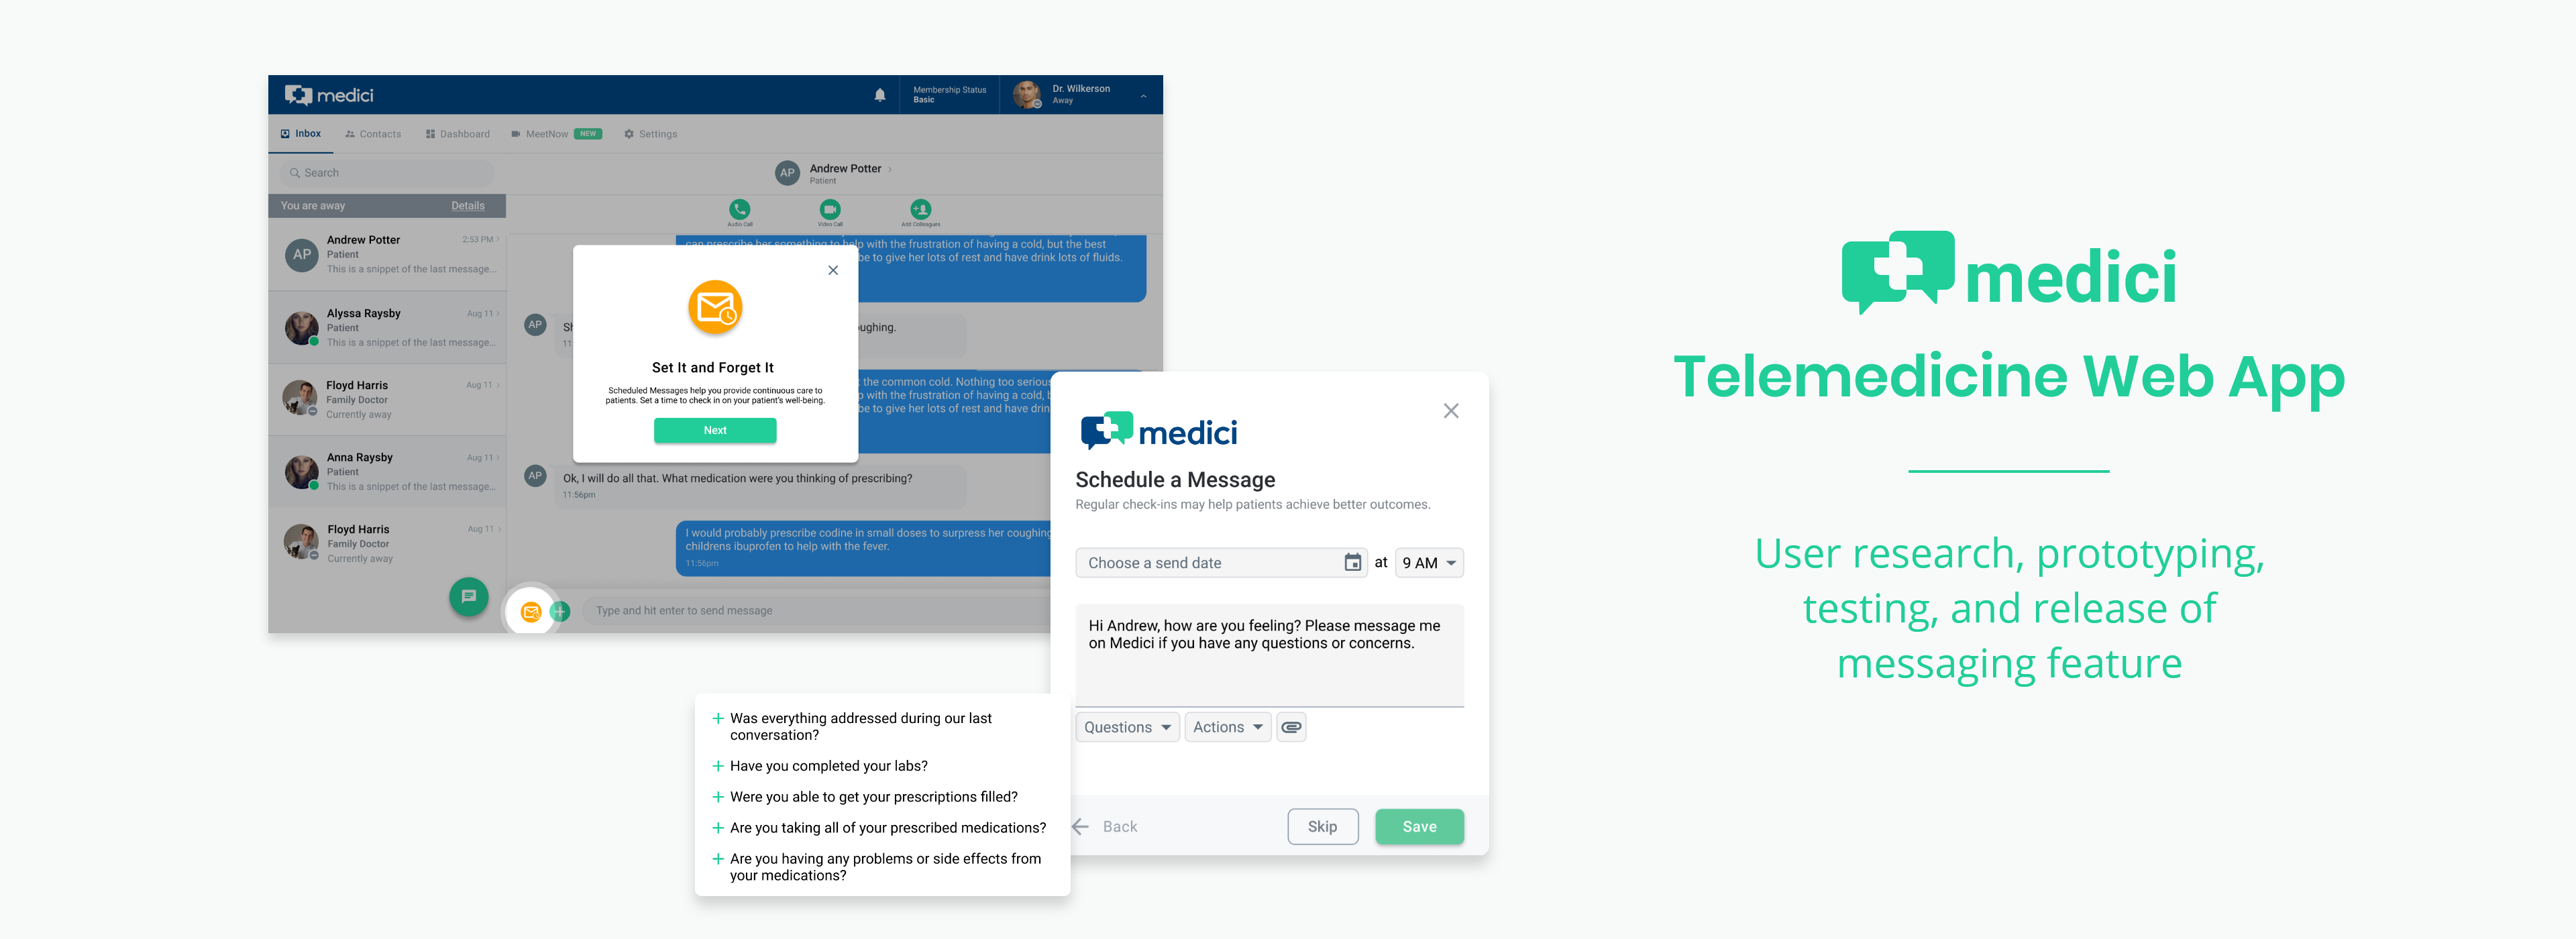 medici
Membership Status
Basic
Dr. Wilkerson
Away
Inbox
Contacts
Dashboard
MeetNow
NEW
Settings
Search
You are away
Details
Andrew Potter
2:53 PM
AP
Patient
This is a snippet of the last message...
Alyssa Raysby
Aug 11
Patient
This is a snippet of the last message...
Floyd Harris
Aug 11
Family Doctor
Currently away
Anna Raysby
Aug 11
Patient
This is a snippet of the last message...
Floyd Harris
Aug 11
Family Doctor
Currently away
AP
Andrew Potter
Patient
Audio Call
Video Call
Add Colleagues
can prescribe her something to help with the frustration of having a cold, but the best
be to give her lots of rest and have drink lots of fluids.
AP
11
the common cold. Nothing too serious
with the frustration of having a cold, b
be to give her lots of rest and have drin
AP
Ok, I will do all that. What medication were you thinking of prescribing?
11:56pm
I would probably prescribe codine in small doses to surpress her coughing
childrens ibuprofen to help with the fever.
11:56pm
Type and hit enter to send message
Set It and Forget It
Scheduled Messages help you provide continuous care to
patients. Set a time to check in on your patient's well-being.
Next
medici
Schedule a Message
Regular check-ins may help patients achieve better outcomes.
Choose a send date
at
9 AM
Hi Andrew, how are you feeling? Please message me
on Medici if you have any questions or concerns.
Questions
Actions
Back
Skip
Save
+ Was everything addressed during our last
conversation?
+ Have you completed your labs?
+ Were you able to get your prescriptions filled?
+ Are you taking all of your prescribed medications?
+ Are you having any problems or side effects from
your medications?
medici
Telemedicine Web App
User research, prototyping,
testing, and release of
messaging feature